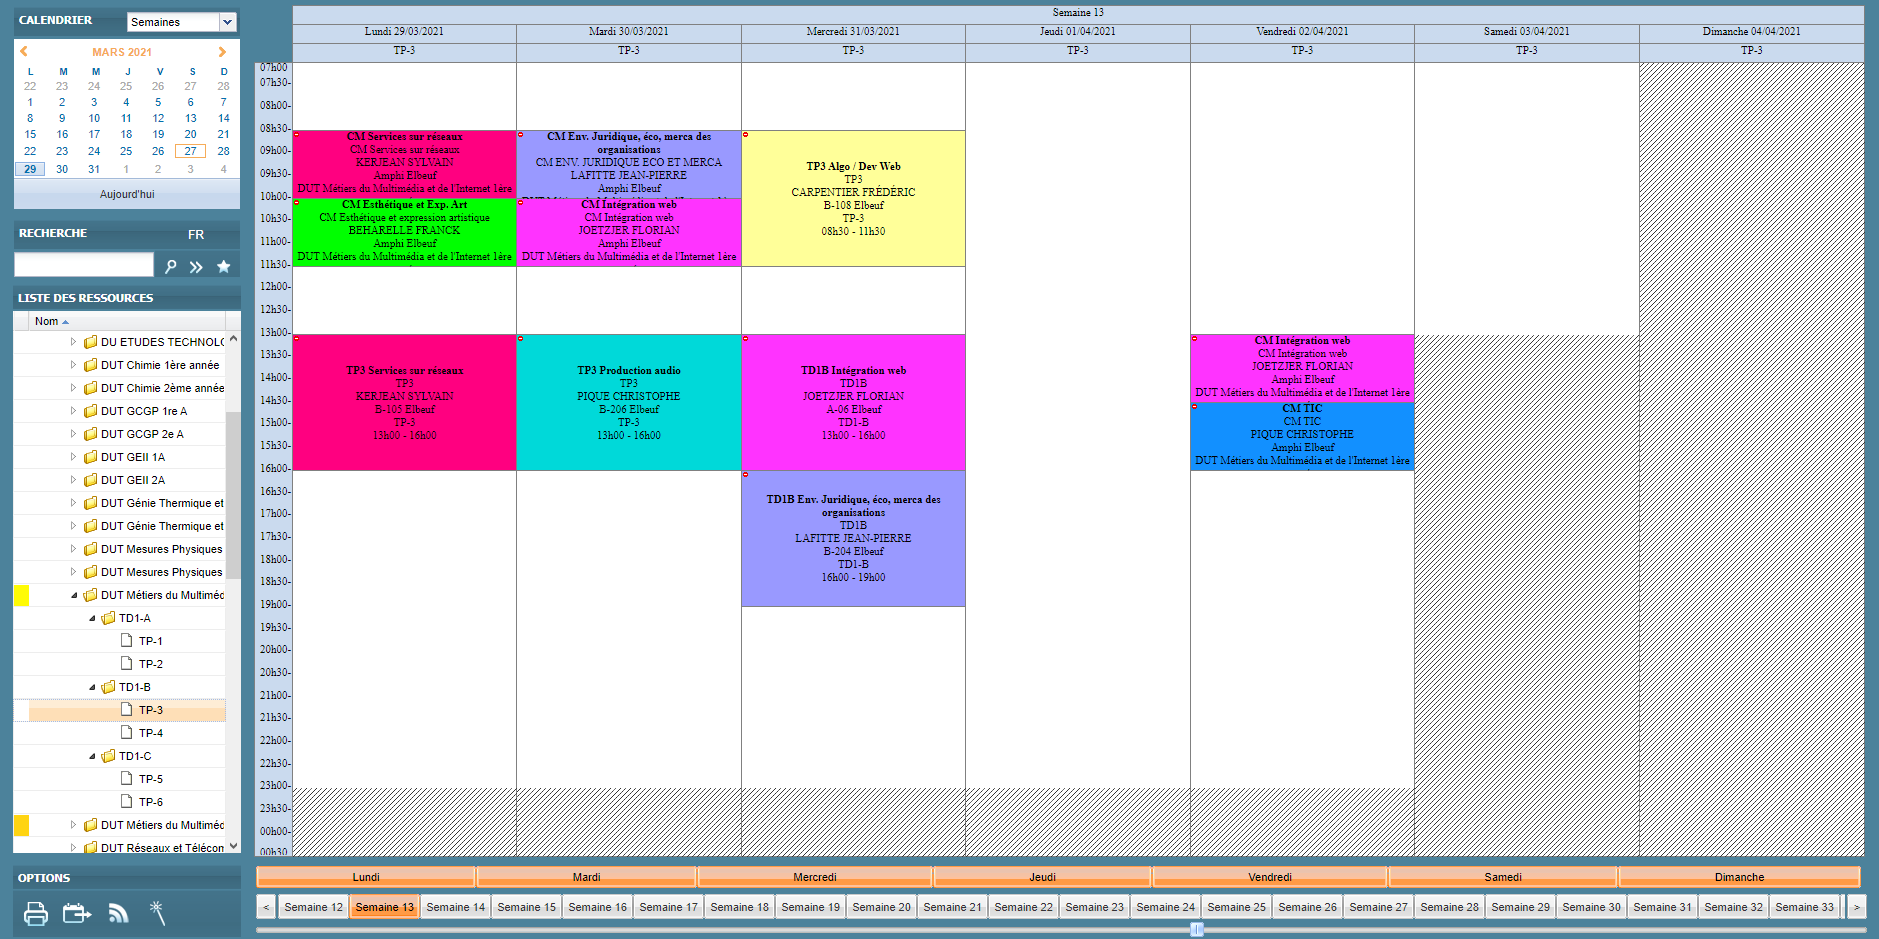 CALENDRIER
Semaines
MARS 2021
L M M J V S D
22 23 24 25 26 27 28
1 2 3 4 5 6 7
8 9 10 11 12 13 14
15 16 17 18 19 20 21
22 23 24 25 26 27 28
29 30 31 1 2 3 4
Aujourd'hui
RECHERCHE FR
LISTE DES RESSOURCES
Nom
DU ETUDES TECHNOLO
DUT Chimie 1ère année
DUT Chimie 2ème année
DUT GCGP 1re A
DUT GCGP 2e A
DUT GEII 1A
DUT GEII 2A
DUT Génie Thermique et
DUT Génie Thermique et
DUT Mesures Physiques
DUT Mesures Physiques
DUT Métiers du Multiméd
TD1-A
TP-1
TP-2
TD1-B
TP-3
TP-4
TD1-C
TP-5
TP-6
DUT Métiers du Multiméd
DUT Réseaux et Télécom
OPTIONS
Semaine 13
Lundi 29/03/2021 Mardi 30/03/2021 Mercredi 31/03/2021 Jeudi 01/04/2021 Vendredi 02/04/2021 Samedi 03/04/2021 Dimanche 04/04/2021
TP-3 TP-3 TP-3 TP-3 TP-3 TP-3 TP-3
07h00
07h30-
08h00-
08h30-
09h00-
09h30-
10h00-
10h30-
11h00-
11h30-
12h00-
12h30-
13h00-
13h30-
14h00-
14h30-
15h00-
15h30-
16h00-
16h30-
17h00-
17h30-
18h00-
18h30-
19h00-
19h30-
20h00-
20h30-
21h00-
21h30-
22h00-
22h30-
23h00-
23h30-
00h00-
00h30
CM Services sur réseaux
CM Services sur réseaux
KERJEAN SYLVAIN
Amphi Elbeuf
DUT Métiers du Multimédia et de l'Internet 1ère
CM Esthétique et Exp. Art
CM Esthétique et expression artistique
BEHARELLE FRANCK
Amphi Elbeuf
DUT Métiers du Multimédia et de l'Internet 1ère
TP3 Services sur réseaux
TP3
KERJEAN SYLVAIN
B-105 Elbeuf
TP-3
13h00 - 16h00
CM Env. Juridique, éco, merca des
organisations
CM ENV. JURIDIQUE ECO ET MERCA
LAFITTE JEAN-PIERRE
Amphi Elbeuf
CM Intégration web
CM Intégration web
JOETZJER FLORIAN
Amphi Elbeuf
DUT Métiers du Multimédia et de l'Internet 1ère
TP3 Production audio
TP3
PIQUE CHRISTOPHE
B-206 Elbeuf
TP-3
13h00 - 16h00
TP3 Algo / Dev Web
TP3
CARPENTIER FRÉDÉRIC
B-108 Elbeuf
TP-3
08h30 - 11h30
TD1B Intégration web
TD1B
JOETZJER FLORIAN
A-06 Elbeuf
TD1-B
13h00 - 16h00
TD1B Env. Juridique, éco, merca des
organisations
TD1B
LAFITTE JEAN-PIERRE
B-204 Elbeuf
TD1-B
16h00 - 19h00
CM Intégration web
CM Intégration web
JOETZJER FLORIAN
Amphi Elbeuf
DUT Métiers du Multimédia et de l'Internet 1ère
CM TIC
CM TIC
PIQUE CHRISTOPHE
Amphi Elbeuf
DUT Métiers du Multimédia et de l'Internet 1ère
Lundi Mardi Mercredi Jeudi Vendredi Samedi Dimanche
< Semaine 12 Semaine 13 Semaine 14 Semaine 15 Semaine 16 Semaine 17 Semaine 18 Semaine 19 Semaine 20 Semaine 21 Semaine 22 Semaine 23 Semaine 24 Semaine 25 Semaine 26 Semaine 27 Semaine 28 Semaine 29 Semaine 30 Semaine 31 Semaine 32 Semaine 33 >